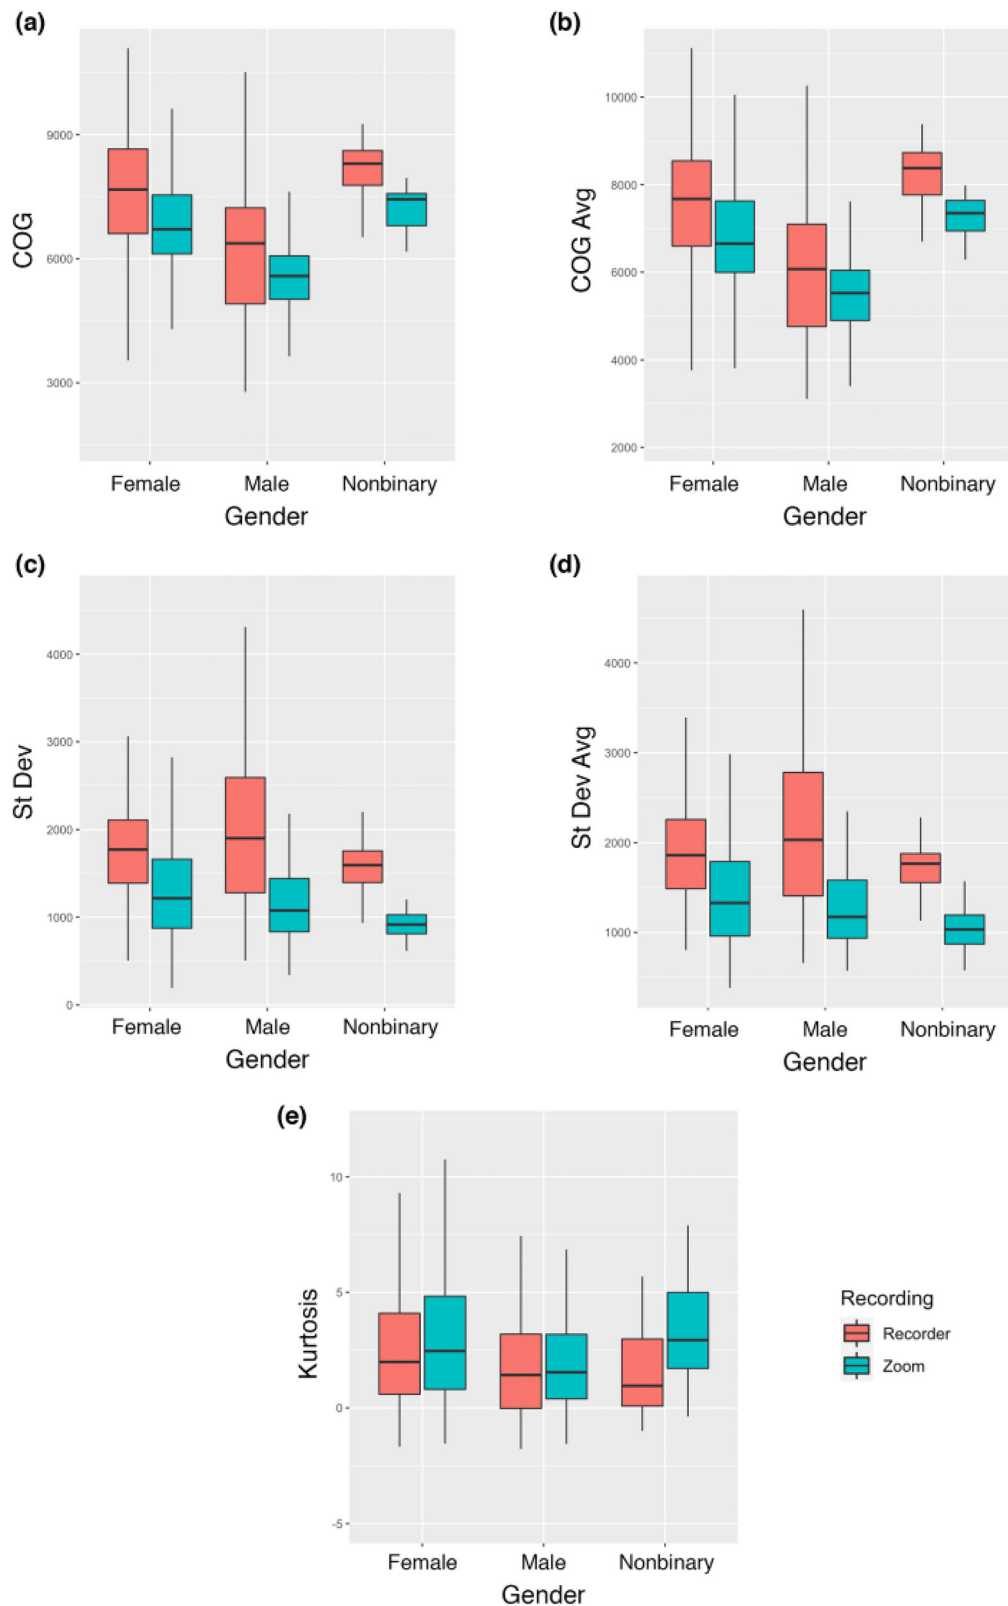 (a)
COG
9000
6000
3000
Female Male Nonbinary
Gender
(b)
COG Avg
10000
8000
6000
4000
2000
Female Male Nonbinary
Gender
(c)
St Dev
4000
3000
2000
1000
0
Female Male Nonbinary
Gender
(d)
St Dev Avg
4000
3000
2000
1000
Female Male Nonbinary
Gender
(e)
Kurtosis
10
5
0
-5
Female Male Nonbinary
Gender
Recording
Recorder
Zoom